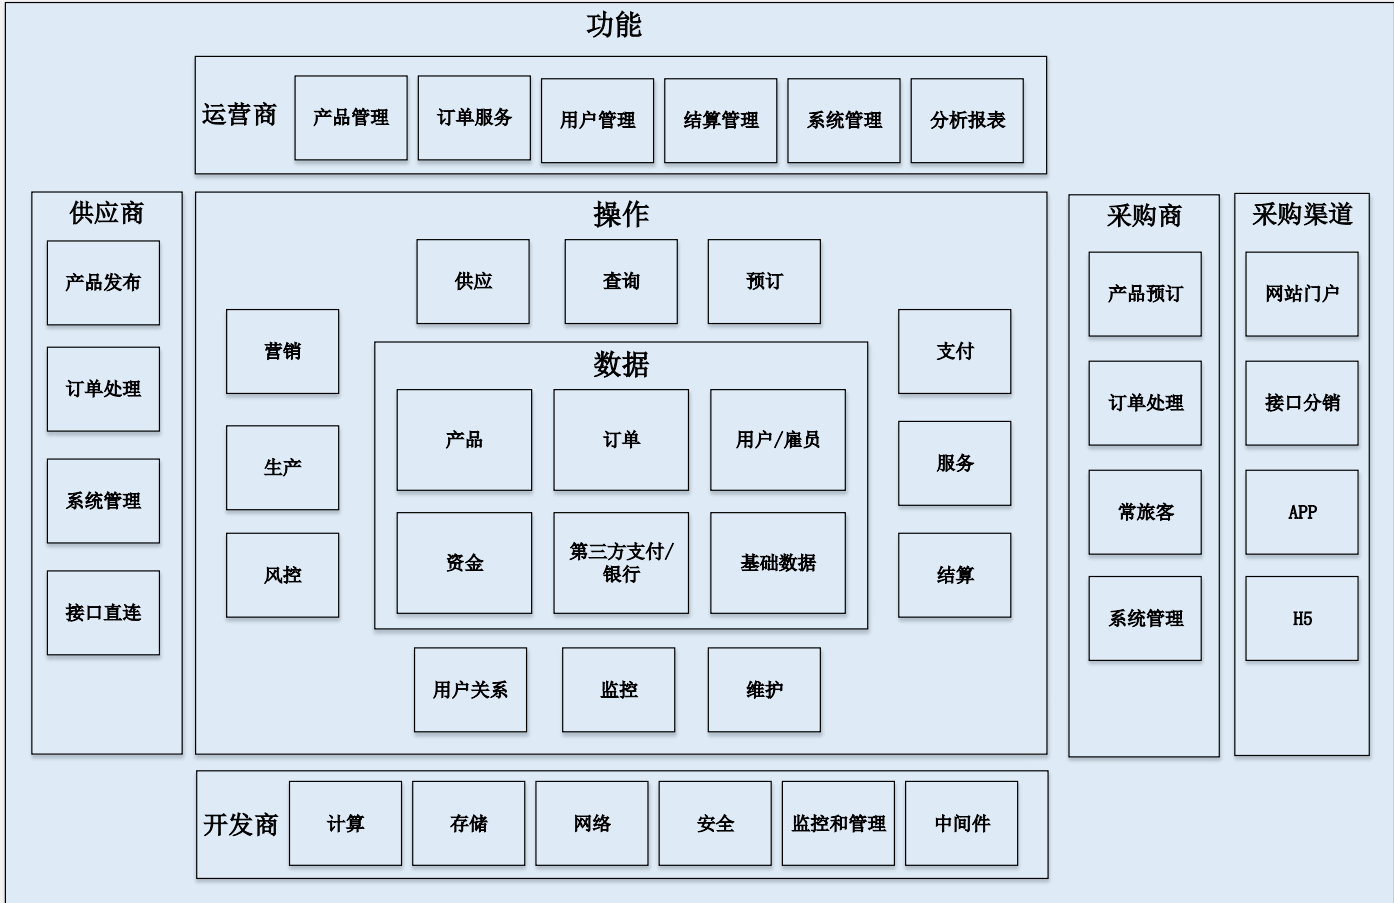 功能
运营商
产品管理
订单服务
用户管理
结算管理
系统管理
分析报表
供应商
产品发布
订单处理
系统管理
接口直连
操作
供应
查询
预订
营销
生产
风控
数据
产品
订单
用户/雇员
资金
第三方支付/
银行
基础数据
支付
服务
结算
用户关系
监控
维护
采购商
产品预订
订单处理
常旅客
系统管理
采购渠道
网站门户
接口分销
APP
H5
开发商
计算
存储
网络
安全
监控和管理
中间件